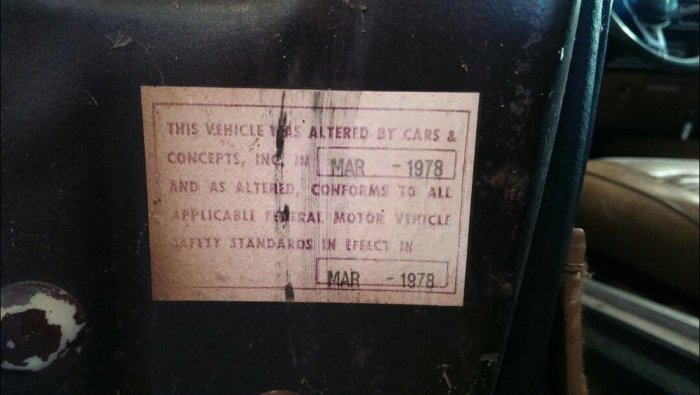 THIS VEHICLE WAS ALTERED BY CARS &
CONCEPTS, INC. IN MAR - 1978
AND AS ALTERED, CONFORMS TO ALL
APPLICABLE FEDERAL MOTOR VEHICLE
SAFETY STANDARDS IN EFFECT IN
MAR - 1978